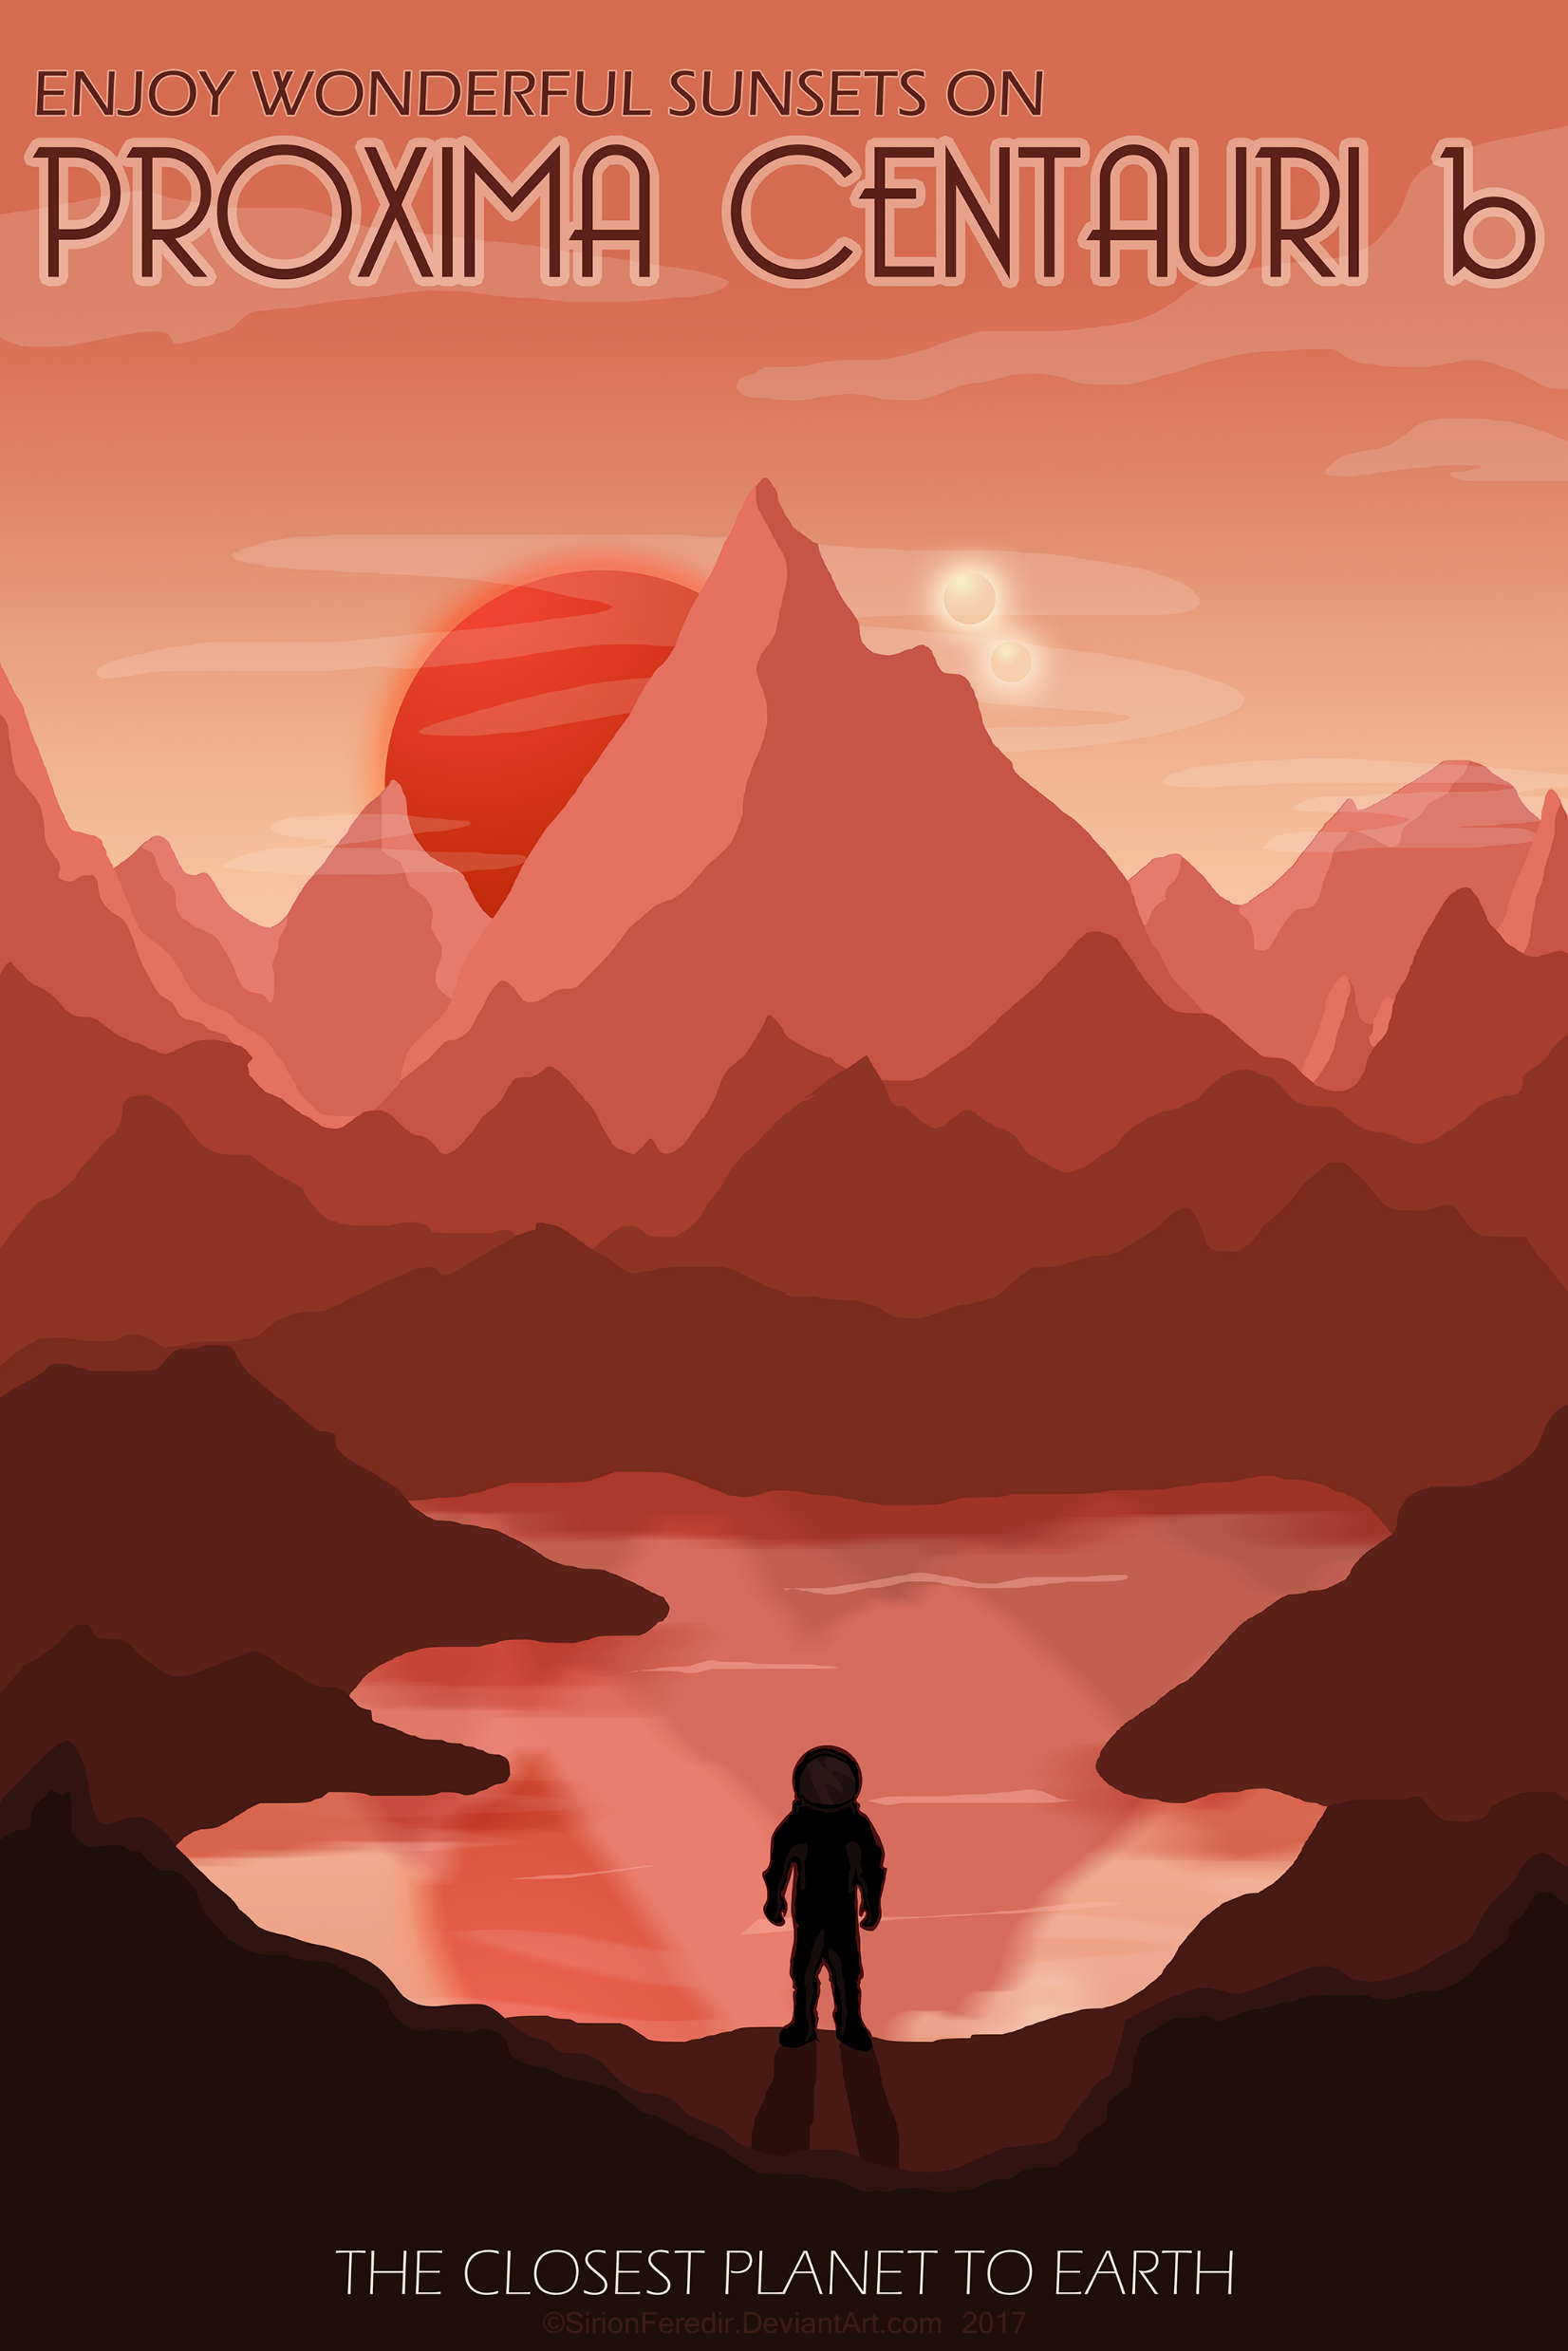 ENJOY WONDERFUL SUNSETS ON
PROXIMA CENTAURI b
THE CLOSEST PLANET TO EARTH
©SirionFeredir.DeviantArt.com 2017